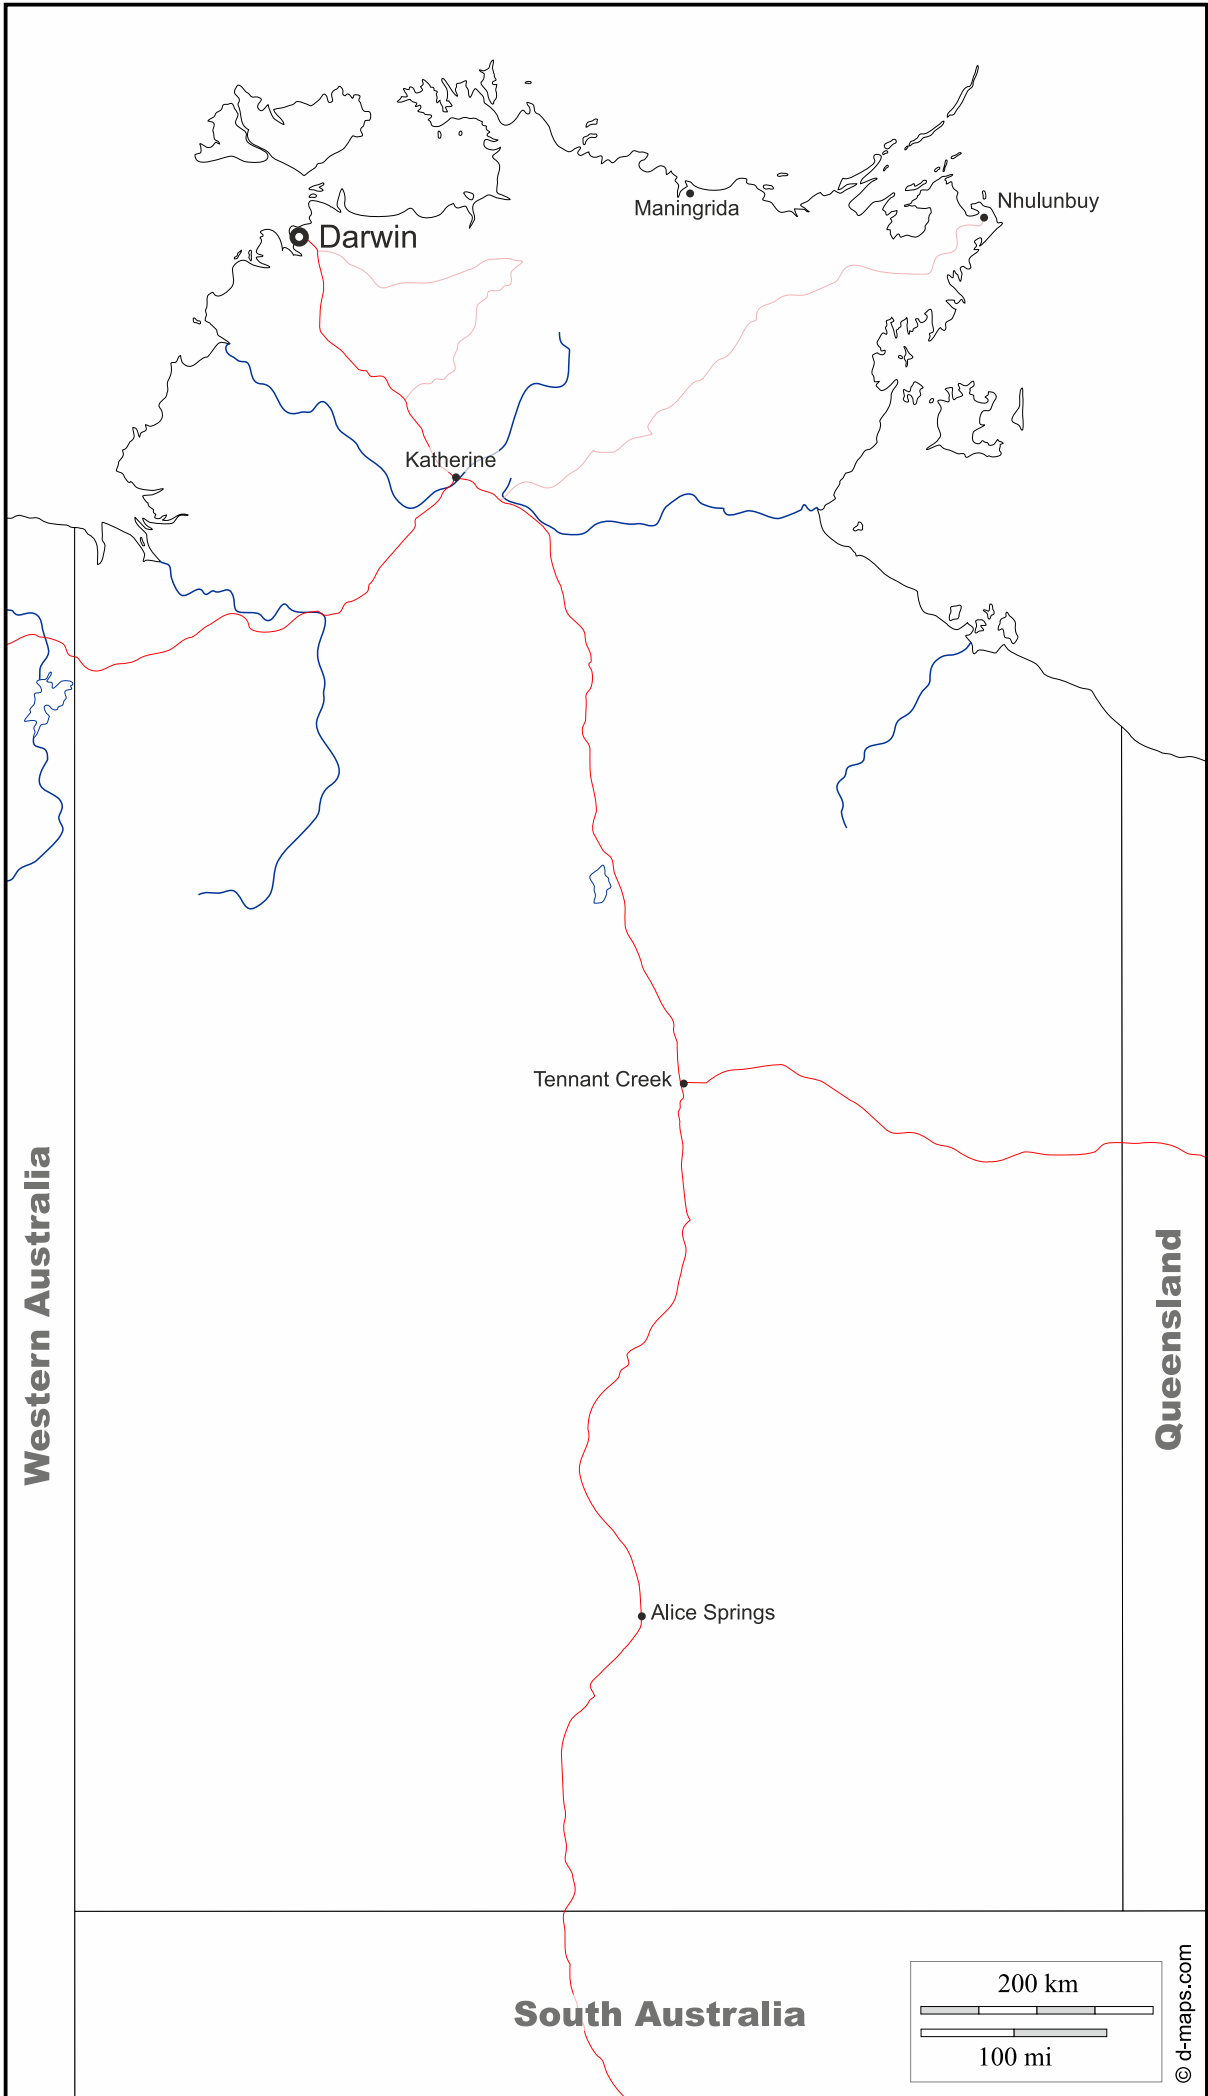 Maningrida
Nhulunbuy
Darwin
Katherine
Tennant Creek
Western Australia
Queensland
Alice Springs
South Australia
200 km
100 mi
© d-maps.com